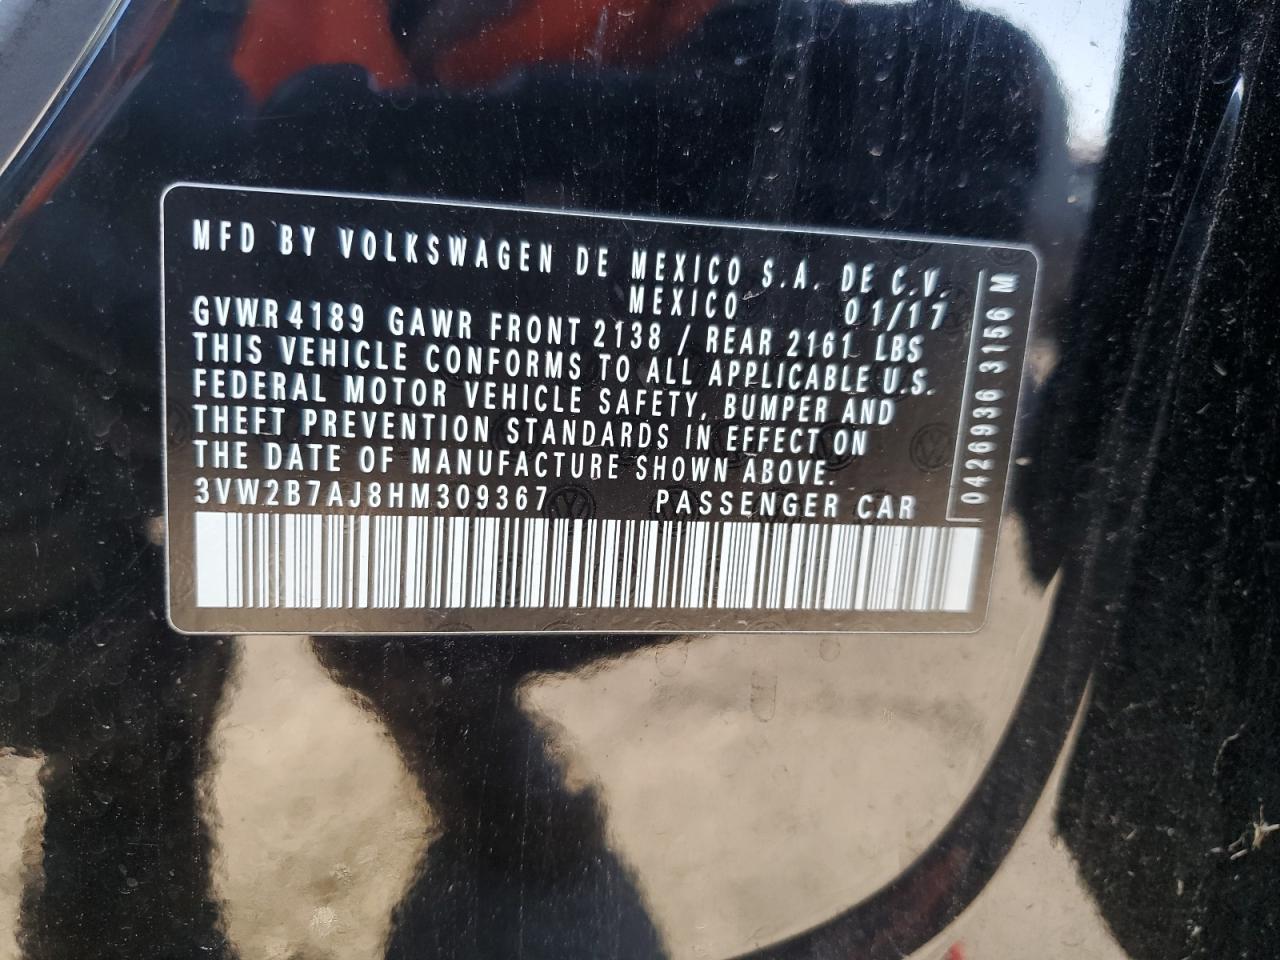 MFD BY VOLKSWAGEN DE MEXICO S.A. DE C.V.
MEXICO 01/17
GVWR 4189 GAWR FRONT 2138 / REAR 2161 LBS
THIS VEHICLE CONFORMS TO ALL APPLICABLE U.S.
FEDERAL MOTOR VEHICLE SAFETY, BUMPER AND
THEFT PREVENTION STANDARDS IN EFFECT ON
THE DATE OF MANUFACTURE SHOWN ABOVE.
3VW2B7AJ8HM309367 PASSENGER CAR
0426936 3156 M